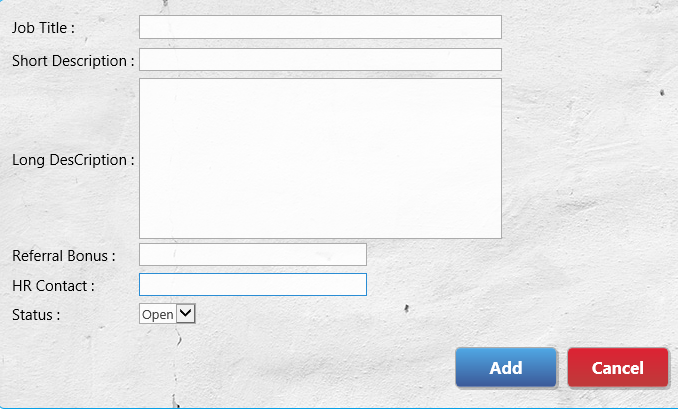 Job Title :
Short Description :
Long DesCription :
Referral Bonus :
HR Contact :
Status : Open
Add Cancel